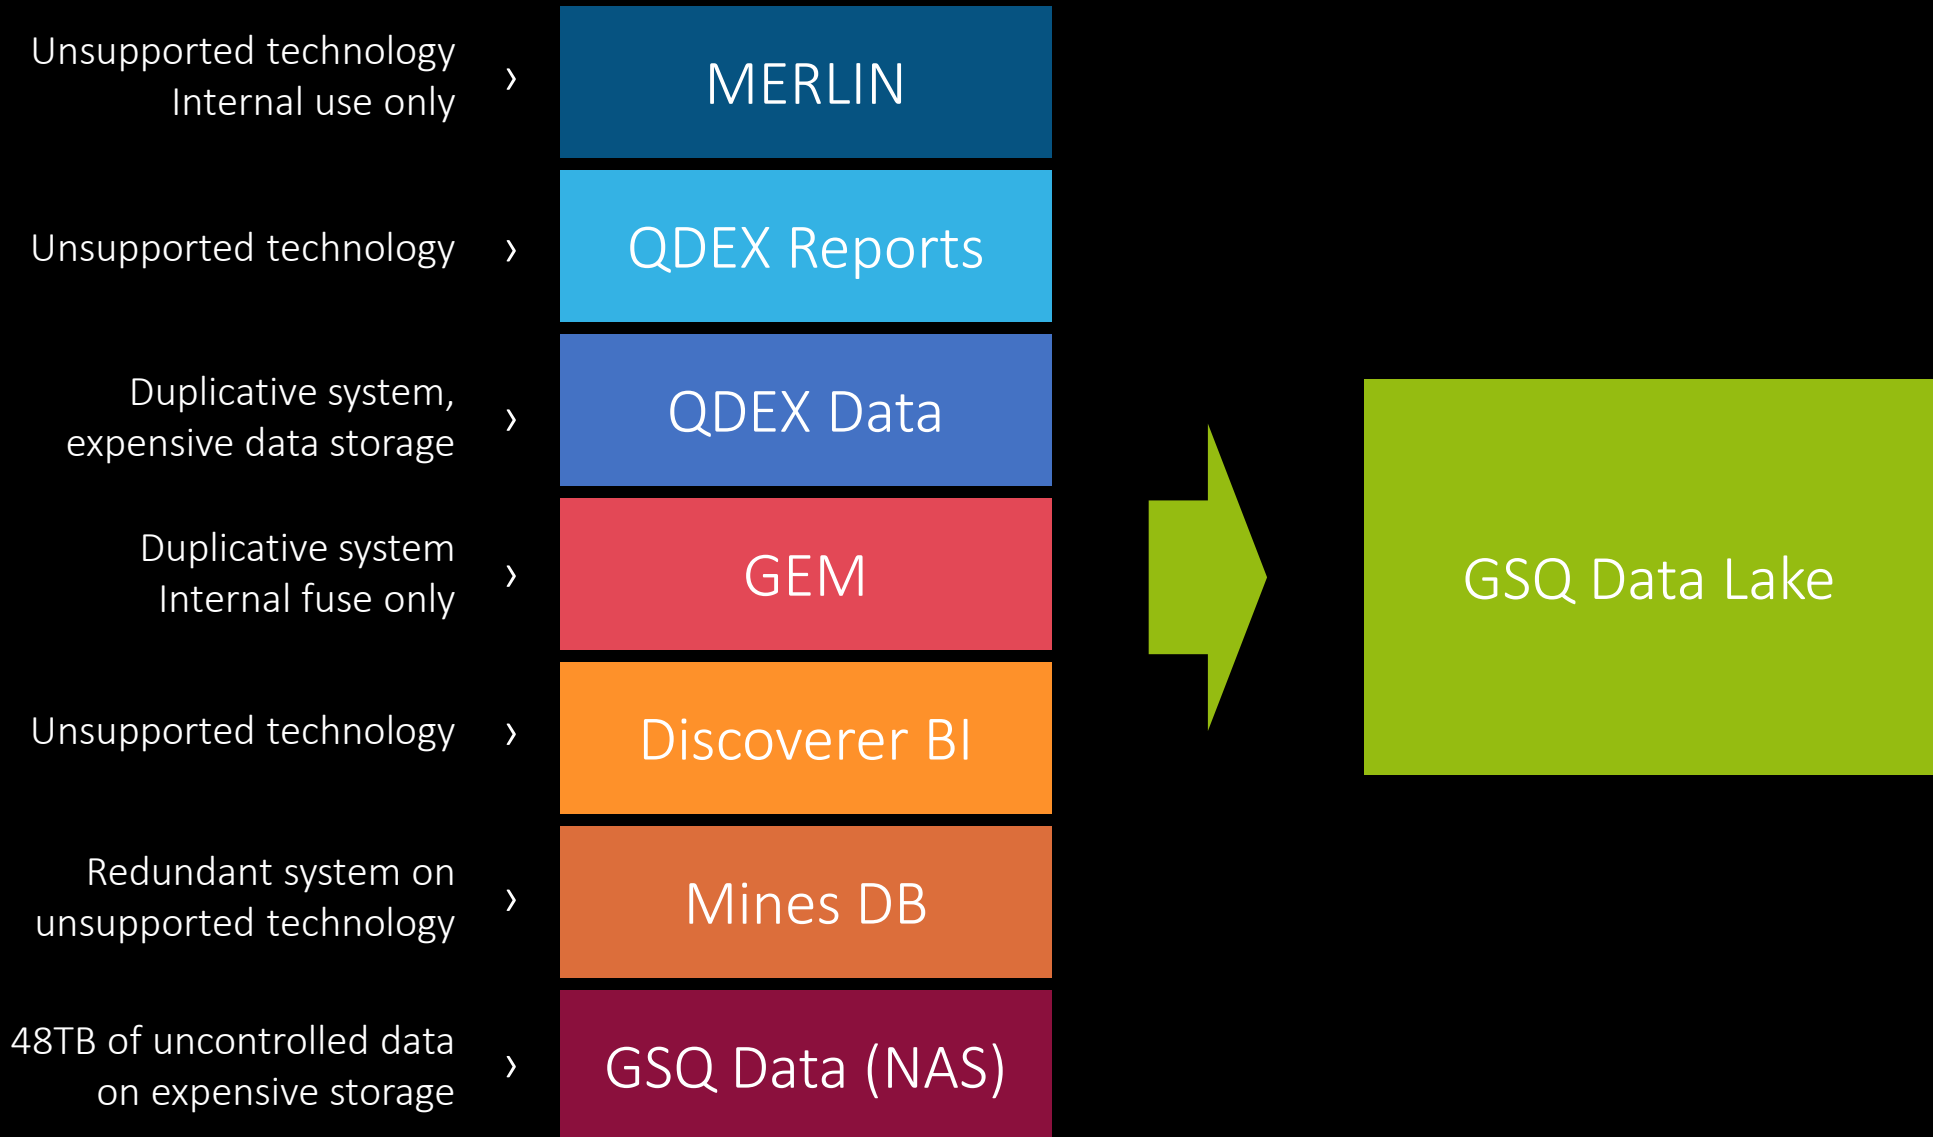 Unsupported technology
Internal use only
›
MERLIN
Unsupported technology
›
QDEX Reports
Duplicative system,
expensive data storage
›
QDEX Data
Duplicative system
Internal fuse only
›
GEM
Unsupported technology
›
Discoverer BI
Redundant system on
unsupported technology
›
Mines DB
48TB of uncontrolled data
on expensive storage
›
GSQ Data (NAS)
GSQ Data Lake